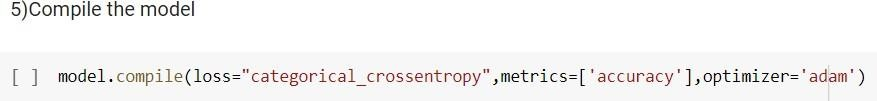 5)Compile the model
[ ] model.compile(loss="categorical_crossentropy",metrics=['accuracy'],optimizer='adam')